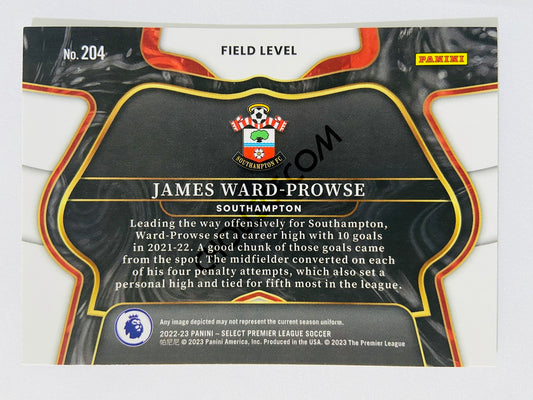 No. 204
FIELD LEVEL
PANINI
SOUTHAMPTON FC
JAMES WARD-PROWSE
SOUTHAMPTON
Leading the way offensively for Southampton,
Ward-Prowse set a career high with 10 goals
in 2021-22. A good chunk of those goals came
from the spot. The midfielder converted on each
of his four penalty attempts, which also set a
personal high and tied for fifth most in the league.
Any image depicted may not represent the current season uniform.
2022-23 PANINI – SELECT PREMIER LEAGUE SOCCER
帕尼尼 © 2023 Panini America, Inc. Produced in the USA. © 2023 The Premier League